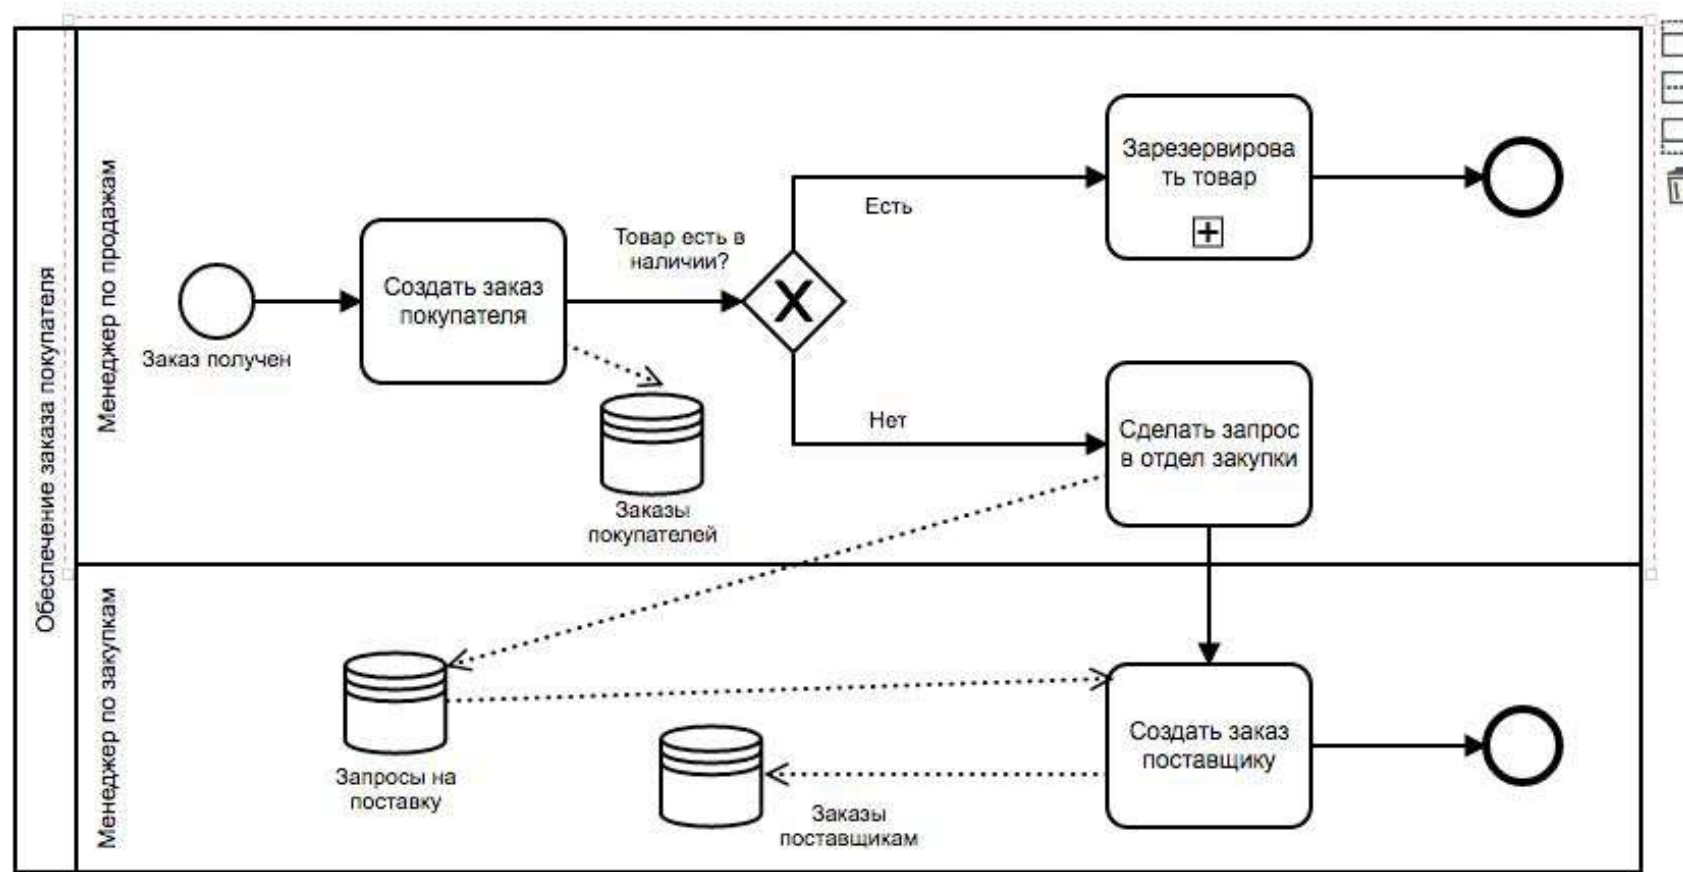 Обеспечение заказа покупателя
Менеджер по продажам
Заказ получен
Создать заказ
покупателя
Заказы
покупателей
Товар есть в
наличии?
Есть
Нет
Зарезервирова
ть товар
Сделать запрос
в отдел закупки
Менеджер по закупкам
Запросы на
поставку
Заказы
поставщикам
Создать заказ
поставщику